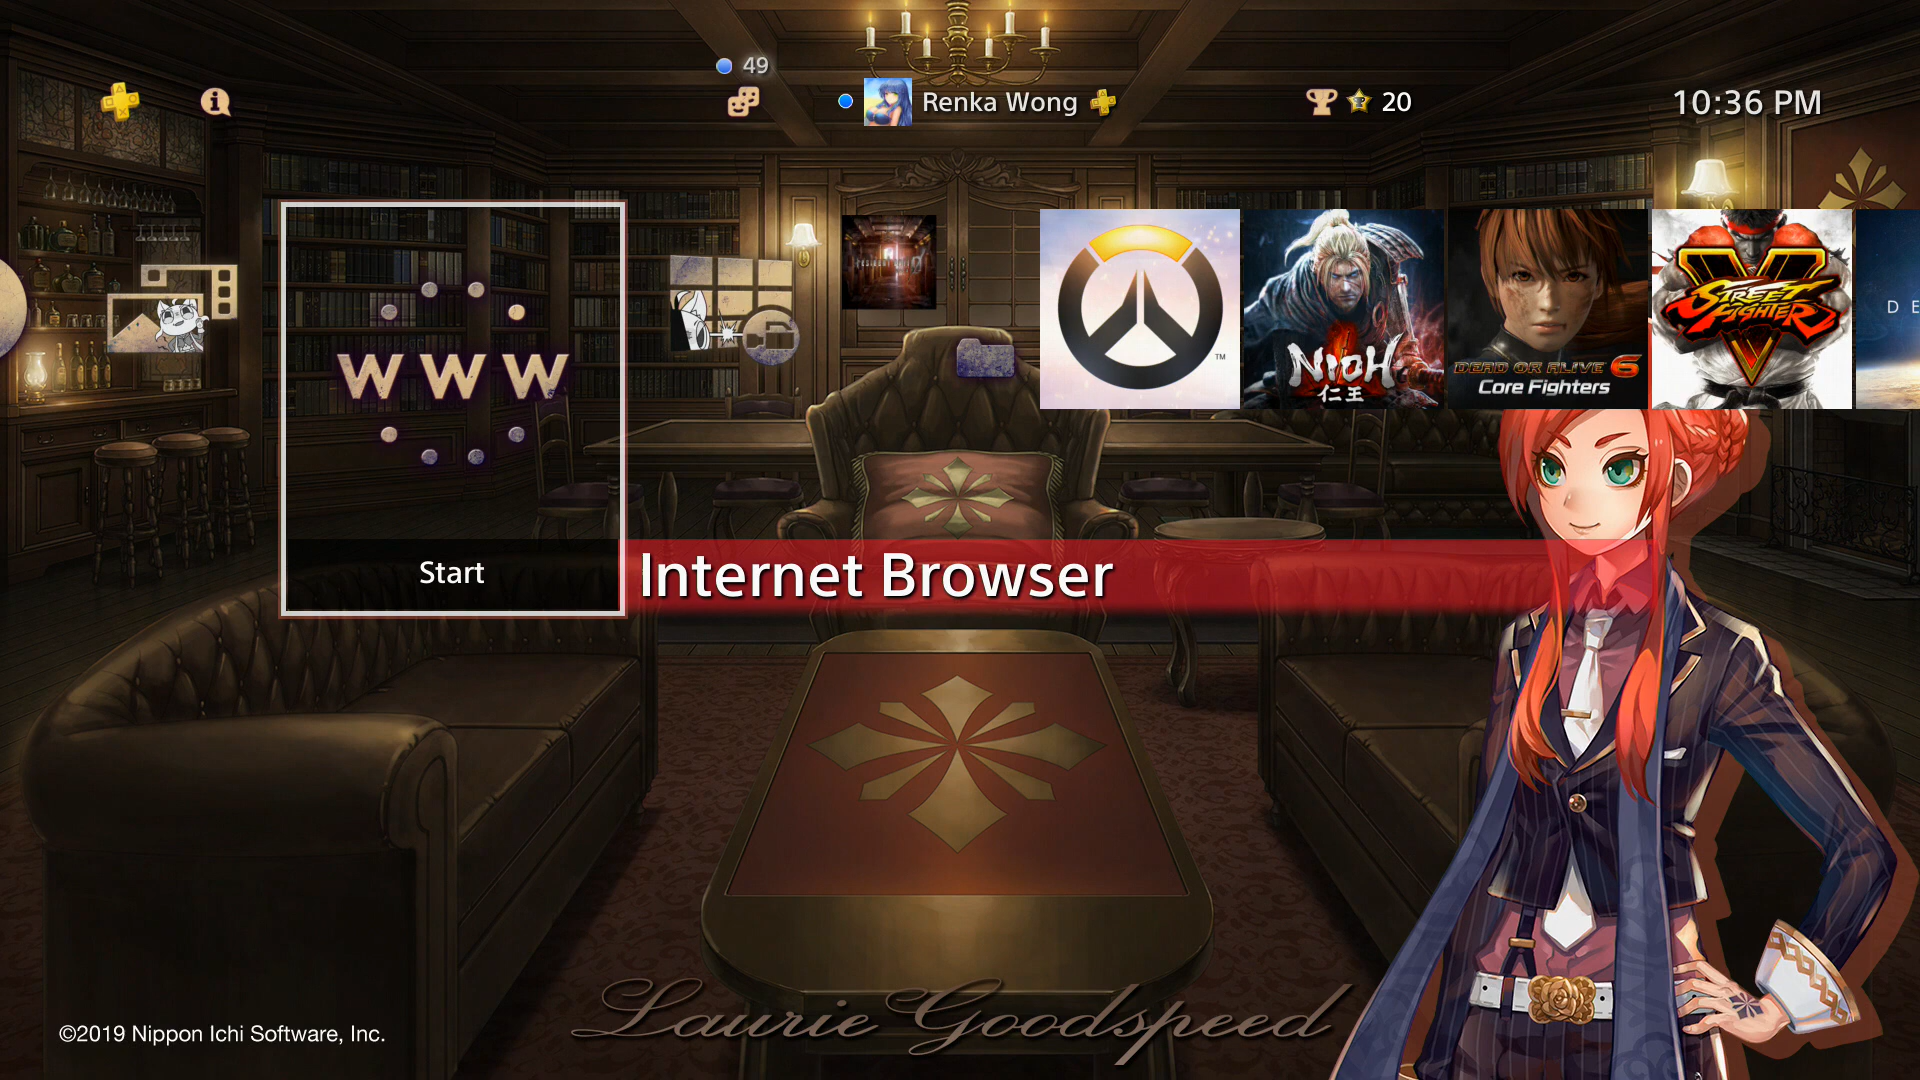 49
Renka Wong
20
10:36 PM
WWW
Start
Internet Browser
TM
NIOH
仁王
DEAD OR ALIVE 6
Core Fighters
V
STREET FIGHTER
D E
©2019 Nippon Ichi Software, Inc.
Laurie Goodspeed